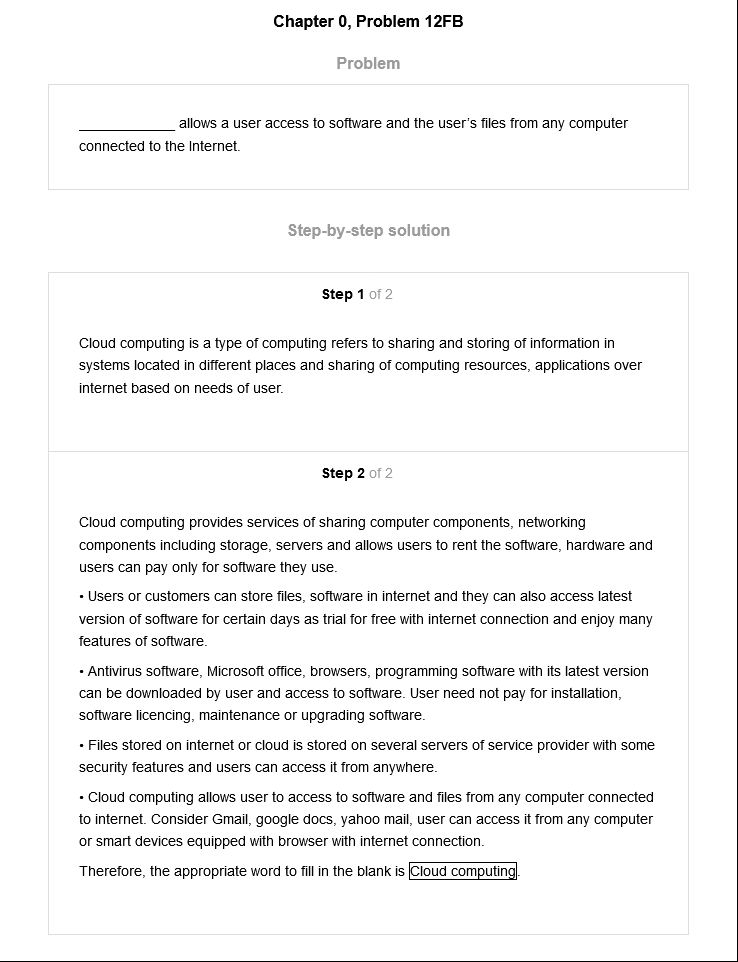 Chapter 0, Problem 12FB
Problem
____________ allows a user access to software and the user’s files from any computer
connected to the Internet.
Step-by-step solution
Step 1 of 2
Cloud computing is a type of computing refers to sharing and storing of information in
systems located in different places and sharing of computing resources, applications over
internet based on needs of user.
Step 2 of 2
Cloud computing provides services of sharing computer components, networking
components including storage, servers and allows users to rent the software, hardware and
users can pay only for software they use.
• Users or customers can store files, software in internet and they can also access latest
version of software for certain days as trial for free with internet connection and enjoy many
features of software.
• Antivirus software, Microsoft office, browsers, programming software with its latest version
can be downloaded by user and access to software. User need not pay for installation,
software licencing, maintenance or upgrading software.
• Files stored on internet or cloud is stored on several servers of service provider with some
security features and users can access it from anywhere.
• Cloud computing allows user to access to software and files from any computer connected
to internet. Consider Gmail, google docs, yahoo mail, user can access it from any computer
or smart devices equipped with browser with internet connection.
Therefore, the appropriate word to fill in the blank is Cloud computing.